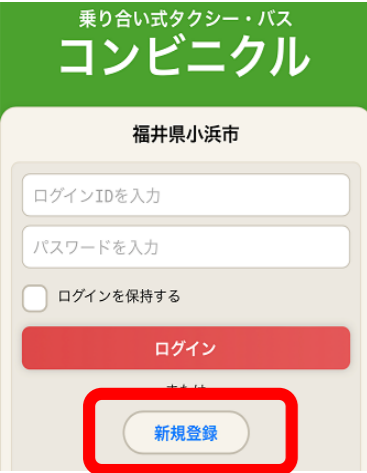 乗り合い式タクシー・バス
コンビニクル
福井県小浜市
ログインIDを入力
パスワードを入力
ログインを保持する
ログイン
または
新規登録